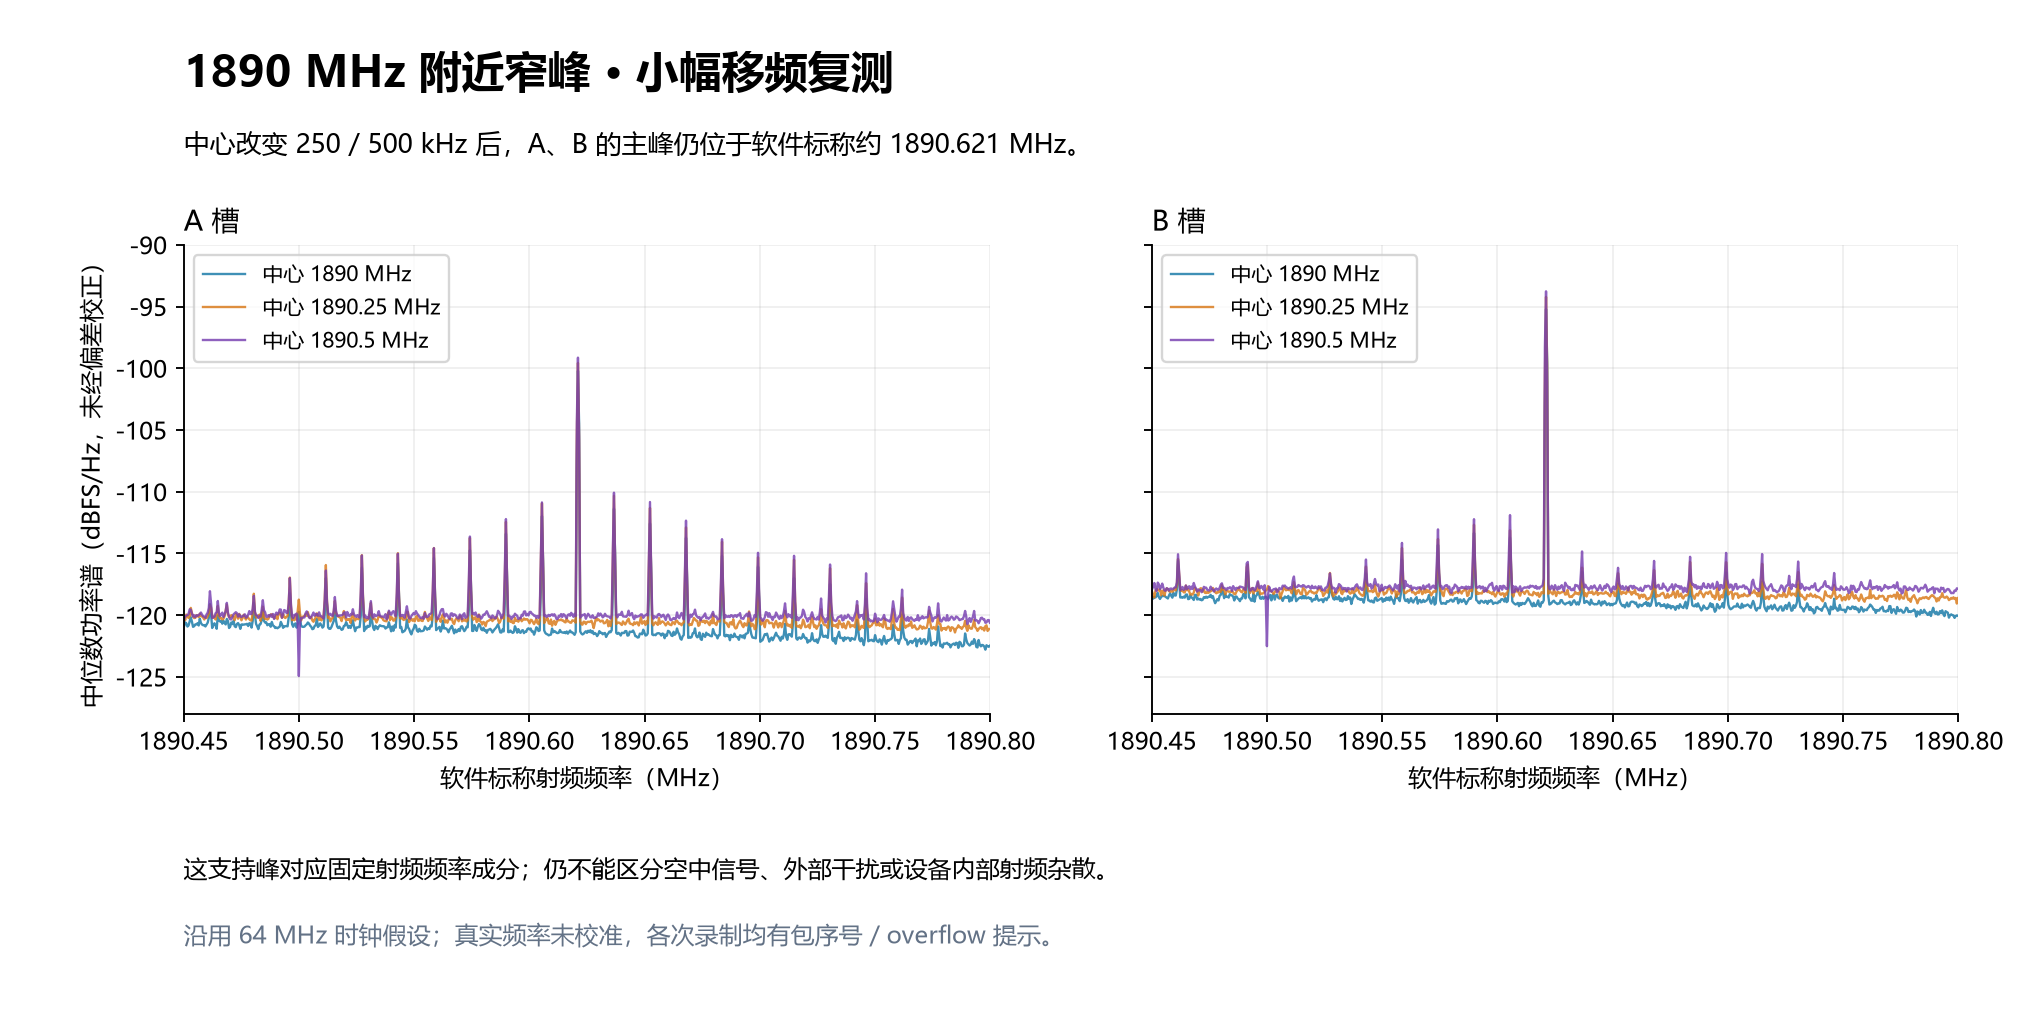 1890 MHz 附近窄峰 • 小幅移频复测
中心改变 250 / 500 kHz 后，A、B 的主峰仍位于软件标称约 1890.621 MHz。
A 槽
中位数功率谱（dBFS/Hz，未经偏差校正）
-90
-95
-100
-105
-110
-115
-120
-125
中心 1890 MHz
中心 1890.25 MHz
中心 1890.5 MHz
1890.45 1890.50 1890.55 1890.60 1890.65 1890.70 1890.75 1890.80
软件标称射频频率（MHz）
B 槽
中心 1890 MHz
中心 1890.25 MHz
中心 1890.5 MHz
1890.45 1890.50 1890.55 1890.60 1890.65 1890.70 1890.75 1890.80
软件标称射频频率（MHz）
这支持峰对应固定射频频率成分；仍不能区分空中信号、外部干扰或设备内部射频杂散。
沿用 64 MHz 时钟假设；真实频率未校准，各次录制均有包序号 / overflow 提示。